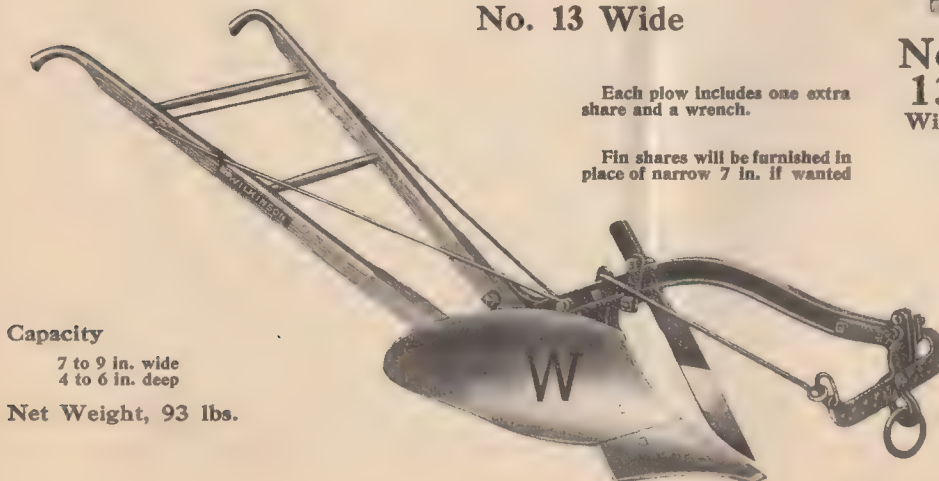 No. 13 Wide
Each plow includes one extra
share and a wrench.
Fin shares will be furnished in
place of narrow 7 in. if wanted
WILKINSON
W
Capacity
7 to 9 in. wide
4 to 6 in. deep
Net Weight, 93 lbs.